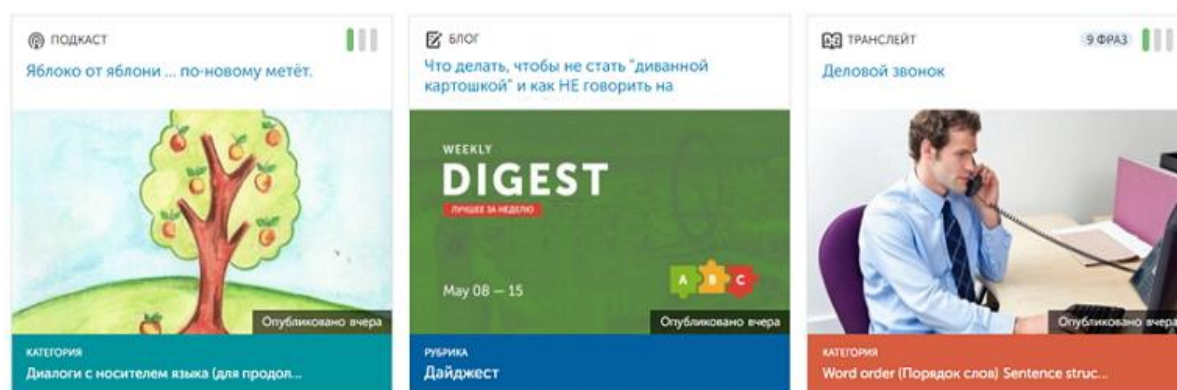 ПОДКАСТ
Яблоко от яблони ... по-новому метёт.
Опубликовано вчера
КАТЕГОРИЯ
Диалоги с носителем языка (для продол...
БЛОГ
Что делать, чтобы не стать "диванной
картошкой" и как НЕ говорить на
WEEKLY
DIGEST
ЛУЧШЕЕ ЗА НЕДЕЛЮ
May 08 — 15
A B C
Опубликовано вчера
РУБРИКА
Дайджест
ТРАНСЛЕЙТ
9 ФРАЗ
Деловой звонок
Опубликовано вчера
КАТЕГОРИЯ
Word order (Порядок слов) Sentence struc...